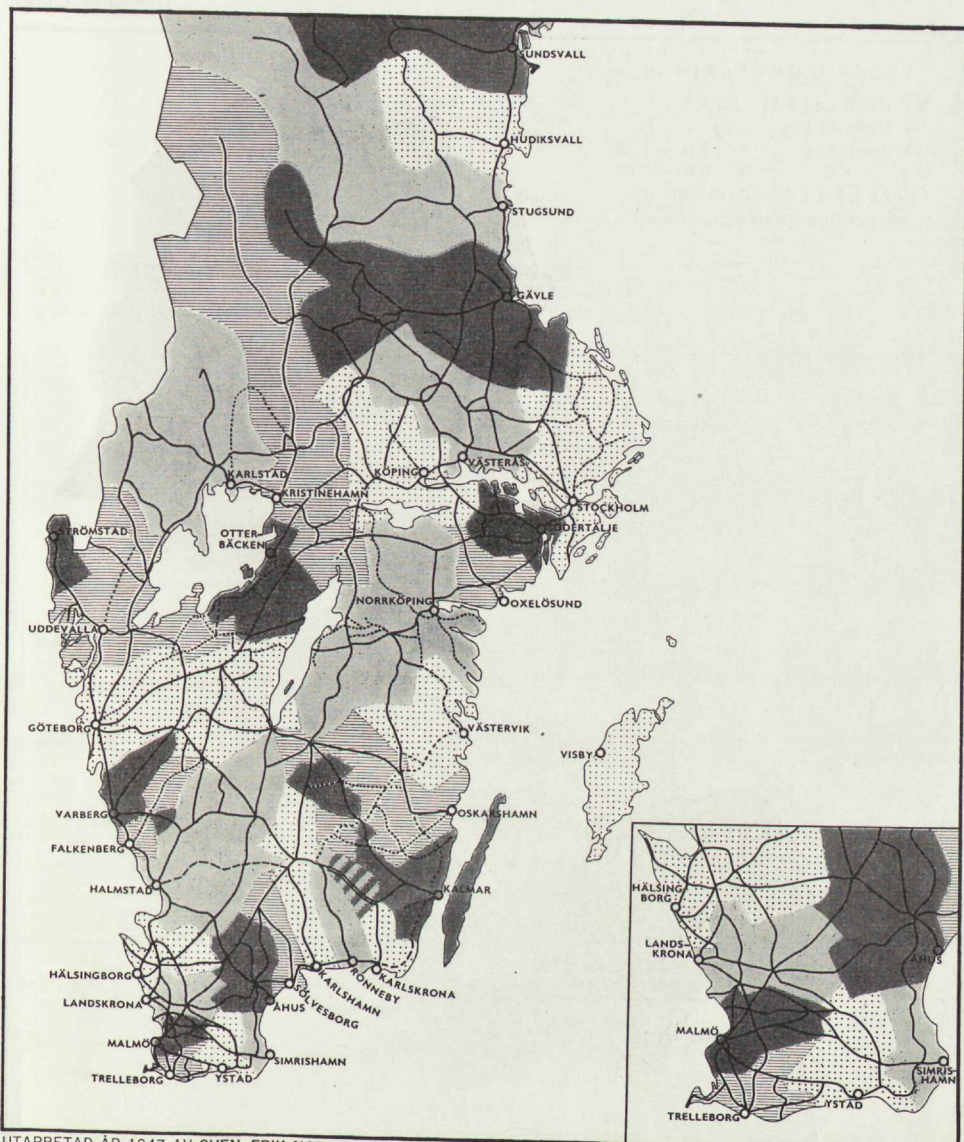 SUNDSVALL
HUDIKSVALL
STUGSUND
GÄVLE
KÖPING
VÄSTERÅS
KARLSTAD
KRISTINEHAMN
STOCKHOLM
STRÖMSTAD
OTTER-
BÄCKEN
SÖDERTÄLJE
NORRKÖPING
OXELÖSUND
UDDEVALLA
GÖTEBORG
VÄSTERVIK
VISBY
VARBERG
OSKARSHAMN
FALKENBERG
HALMSTAD
KALMAR
HÄLSINGBORG
LANDSKRONA
ÅHUS
SÖLVESBORG
KARLSHAMN
RONNEBY
KARLSKRONA
MALMÖ
SIMRISHAMN
TRELLEBORG
YSTAD
HÄLSING
BORG
LANDS-
KRONA
ÅHUS
MALMÖ
SIMRIS-
HAMN
YSTAD
TRELLEBORG
UTARBETAD ÅR 1947 AV SVEN-ERIK